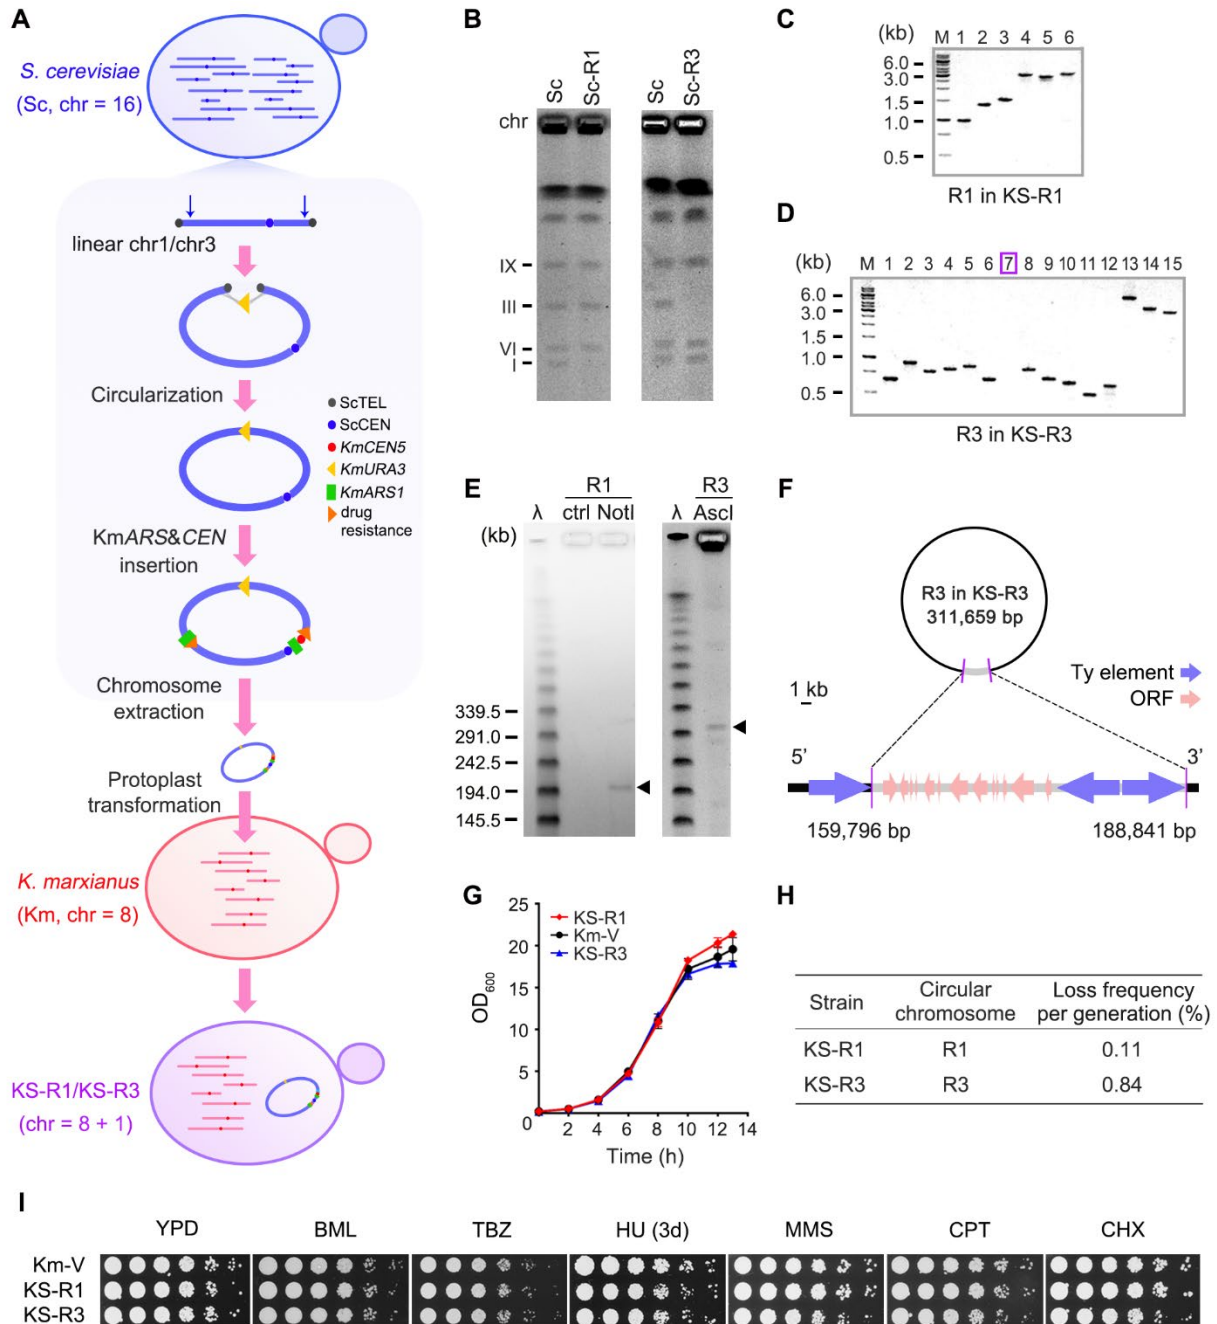 A
S. cerevisiae
(Sc, chr = 16)
linear chr1/chr3
Circularization
ScTEL
ScCEN
KmCEN5
KmURA3
KmARS1
drug
resistance
KmARS&CEN
insertion
Chromosome
extraction
Protoplast
transformation
K. marxianus
(Km, chr = 8)
KS-R1/KS-R3
(chr = 8 + 1)
B
Sc
Sc-R1
Sc
Sc-R3
chr
IX
III
VI
I
C
(kb)
M 1 2 3 4 5 6
6.0
3.0
1.5
1.0
0.5
R1 in KS-R1
D
(kb)
M 1 2 3 4 5 6 7 8 9 10 11 12 13 14 15
6.0
3.0
1.5
1.0
0.5
R3 in KS-R3
E
R1 R3
λ ctrl NotI λ AscI
(kb)
339.5
291.0
242.5
194.0
145.5
F
R3 in KS-R3
311,659 bp
1 kb
Ty element
ORF
5’ 3’
159,796 bp 188,841 bp
G
25
20
15
10
5
0
OD600
KS-R1
Km-V
KS-R3
2 4 6 8 10 12 14
Time (h)
H
Strain Circular chromosome Loss frequency per generation (%)
KS-R1 R1 0.11
KS-R3 R3 0.84
I
YPD BML TBZ HU (3d) MMS CPT CHX
Km-V
KS-R1
KS-R3